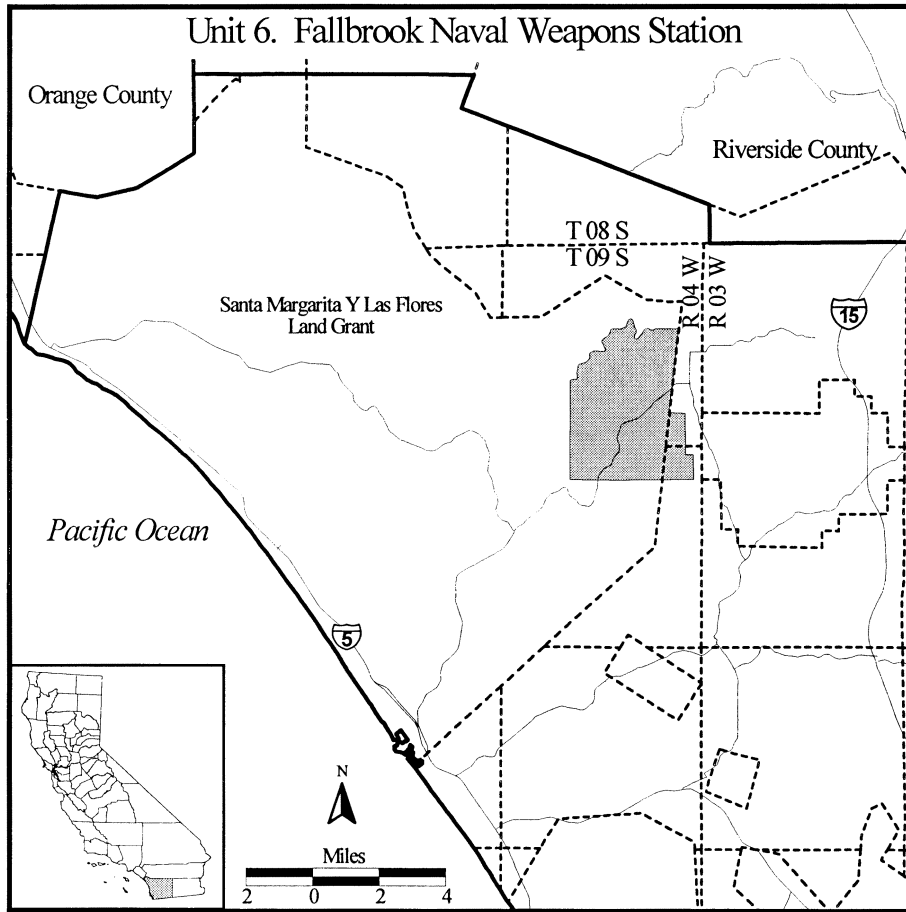 Unit 6. Fallbrook Naval Weapons Station
Orange County
Riverside County
T 08 S
T 09 S
R 04 W
R 03 W
Santa Margarita Y Las Flores
Land Grant
15
Pacific Ocean
5
N
Miles
2 0 2 4